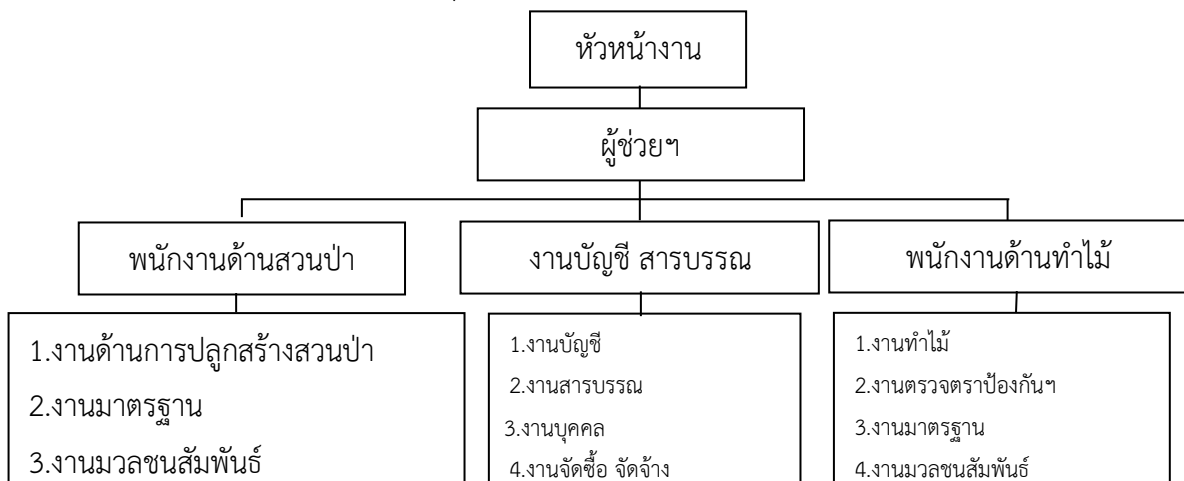 หัวหน้างาน
ผู้ช่วยฯ
พนักงานด้านสวนป่า
งานบัญชี สารบรรณ
พนักงานด้านทำไม้
1.งานด้านการปลูกสร้างสวนป่า
2.งานมาตรฐาน
3.งานมวลชนสัมพันธ์
1.งานบัญชี
2.งานสารบรรณ
3.งานบุคคล
4.งานจัดซื้อ จัดจ้าง
1.งานทำไม้
2.งานตรวจตราป้องกันฯ
3.งานมาตรฐาน
4.งานมวลชนสัมพันธ์